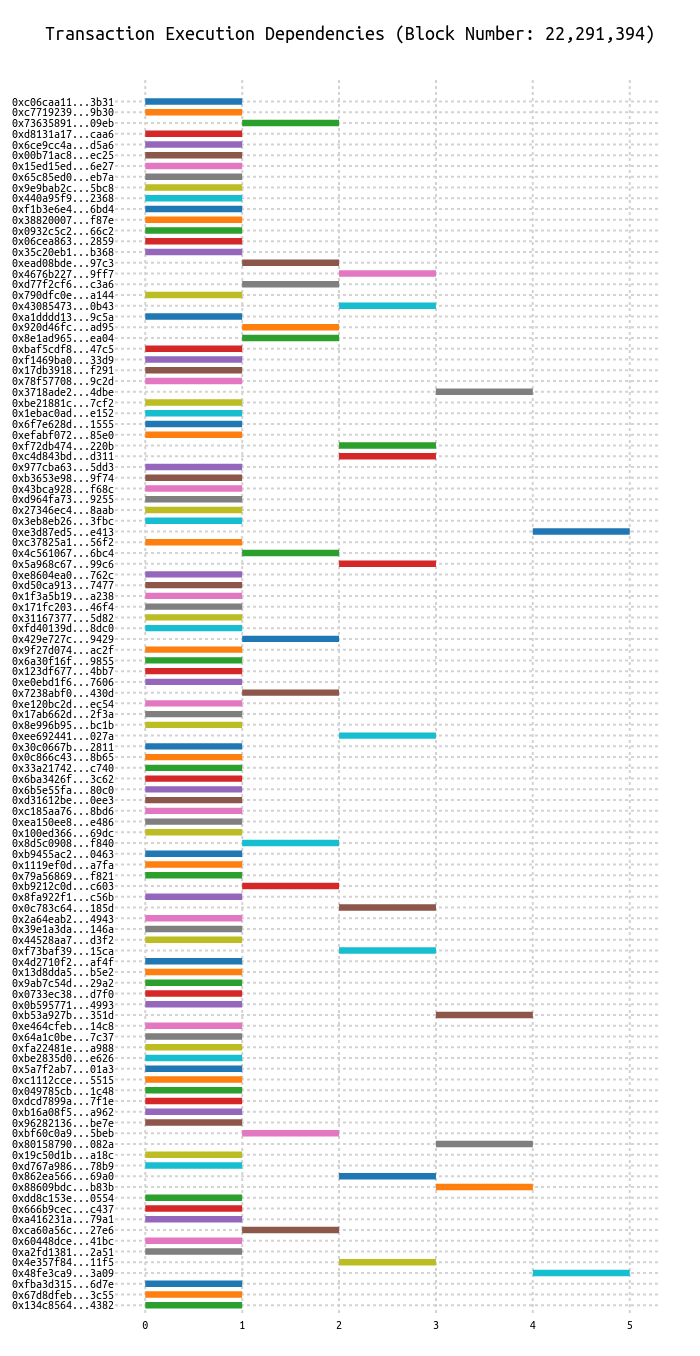 Transaction Execution Dependencies (Block Number: 22,291,394)
0xc06caa11...3b31
0xc7719239...9b30
0x73635891...09eb
0xd8131a17...caa6
0x6ce9cc4a...d5a6
0x00b71ac8...ec25
0x15ed15ed...6e27
0x65c85ed0...eb7a
0x9e9bab2c...5bc8
0x440a95f9...2368
0xf1b3e6e4...6bd4
0x38820007...f87e
0x0932c5c2...66c2
0x06cea863...2859
0x35c20eb1...b368
0xead08bde...97c3
0x4676b227...9ff7
0xd77f2cf6...c3a6
0x790dfc0e...a144
0x43085473...0b43
0xa1dddd13...9c5a
0x920d46fc...ad95
0x8e1ad965...ea04
0xbaf5cdf8...47c5
0xf1469ba0...33d9
0x17db3918...f291
0x78f57708...9c2d
0x3718ade2...4dbe
0xbe21881c...7cf2
0x1ebac0ad...e152
0x6f7e628d...1555
0xefabf072...85e0
0xf72db474...220b
0xc4d843bd...d311
0x977cba63...5dd3
0xb3653e98...9f74
0x43bca928...f68c
0xd964fa73...9255
0x27346ec4...8aab
0x3eb8eb26...3fbc
0xe3d87ed5...e413
0xc37825a1...56f2
0x4c561067...6bc4
0x5a968c67...99c6
0xe8604ea0...762c
0xd50ca913...7477
0x1f3a5b19...a238
0x171fc203...46f4
0x31167377...5d82
0xfd40139d...8dc0
0x429e727c...9429
0x9f27d074...ac2f
0x6a30f16f...9855
0x123df677...4bb7
0xe0ebd1f6...7606
0x7238abf0...430d
0xe120bc2d...ec54
0x17ab662d...2f3a
0x8e996b95...bc1b
0xee692441...027a
0x30c0667b...2811
0x0c866c43...8b65
0x33a21742...c740
0x6ba3426f...3c62
0x6b5e55fa...80c0
0xd31612be...0ee3
0xc185aa76...8bd6
0xea150ee8...e486
0x100ed366...69dc
0x8d5c0908...f840
0xb9455ac2...0463
0x1119ef0d...a7fa
0x79a56869...f821
0xb9212c0d...c603
0x8fa922f1...c56b
0x0c783c64...185d
0x2a64eab2...4943
0x39e1a3da...146a
0x44528aa7...d3f2
0xf73baf39...15ca
0x4d2710f2...af4f
0x13d8dda5...b5e2
0x9ab7c54d...29a2
0x0733ec38...d7f0
0x0b595771...4993
0xb53a927b...351d
0xe464cfeb...14c8
0x64a1c0be...7c37
0xfa22481e...a988
0xbe2835d0...e626
0x5a7f2ab7...01a3
0xc1112cce...5515
0x049785cb...1c48
0xdcd7899a...7f1e
0xb16a08f5...a962
0x96282136...be7e
0xbf60c0a9...5beb
0x80158790...082a
0x19c50d1b...a18c
0xd767a986...78b9
0x862ea566...69a0
0x88609bdc...b83b
0xdd8c153e...0554
0x666b9cec...c437
0xa416231a...79a1
0xca60a56c...27e6
0x60448dce...41bc
0xa2fd1381...2a51
0x4e357f84...11f5
0x48fe3ca9...3a09
0xfba3d315...6d7e
0x67d8dfeb...3c55
0x134c8564...4382
0 1 2 3 4 5